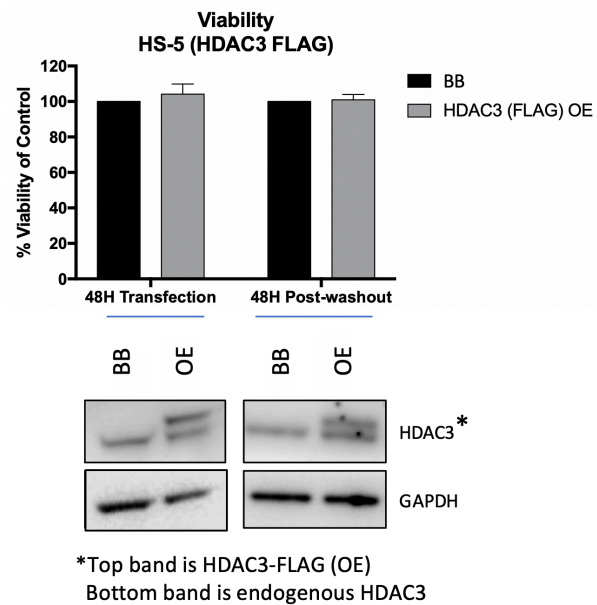 Viability
HS-5 (HDAC3 FLAG)
% Viability of Control
120
100
80
60
40
20
0
BB
HDAC3 (FLAG) OE
48H Transfection
48H Post-washout
BB
OE
BB
OE
HDAC3*
GAPDH
*Top band is HDAC3-FLAG (OE)
Bottom band is endogenous HDAC3